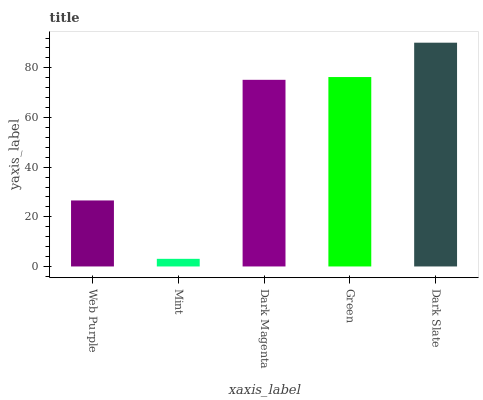 title
yaxis_label
80
60
40
20
0
Web Purple
Mint
Dark Magenta
Green
Dark Slate
xaxis_label